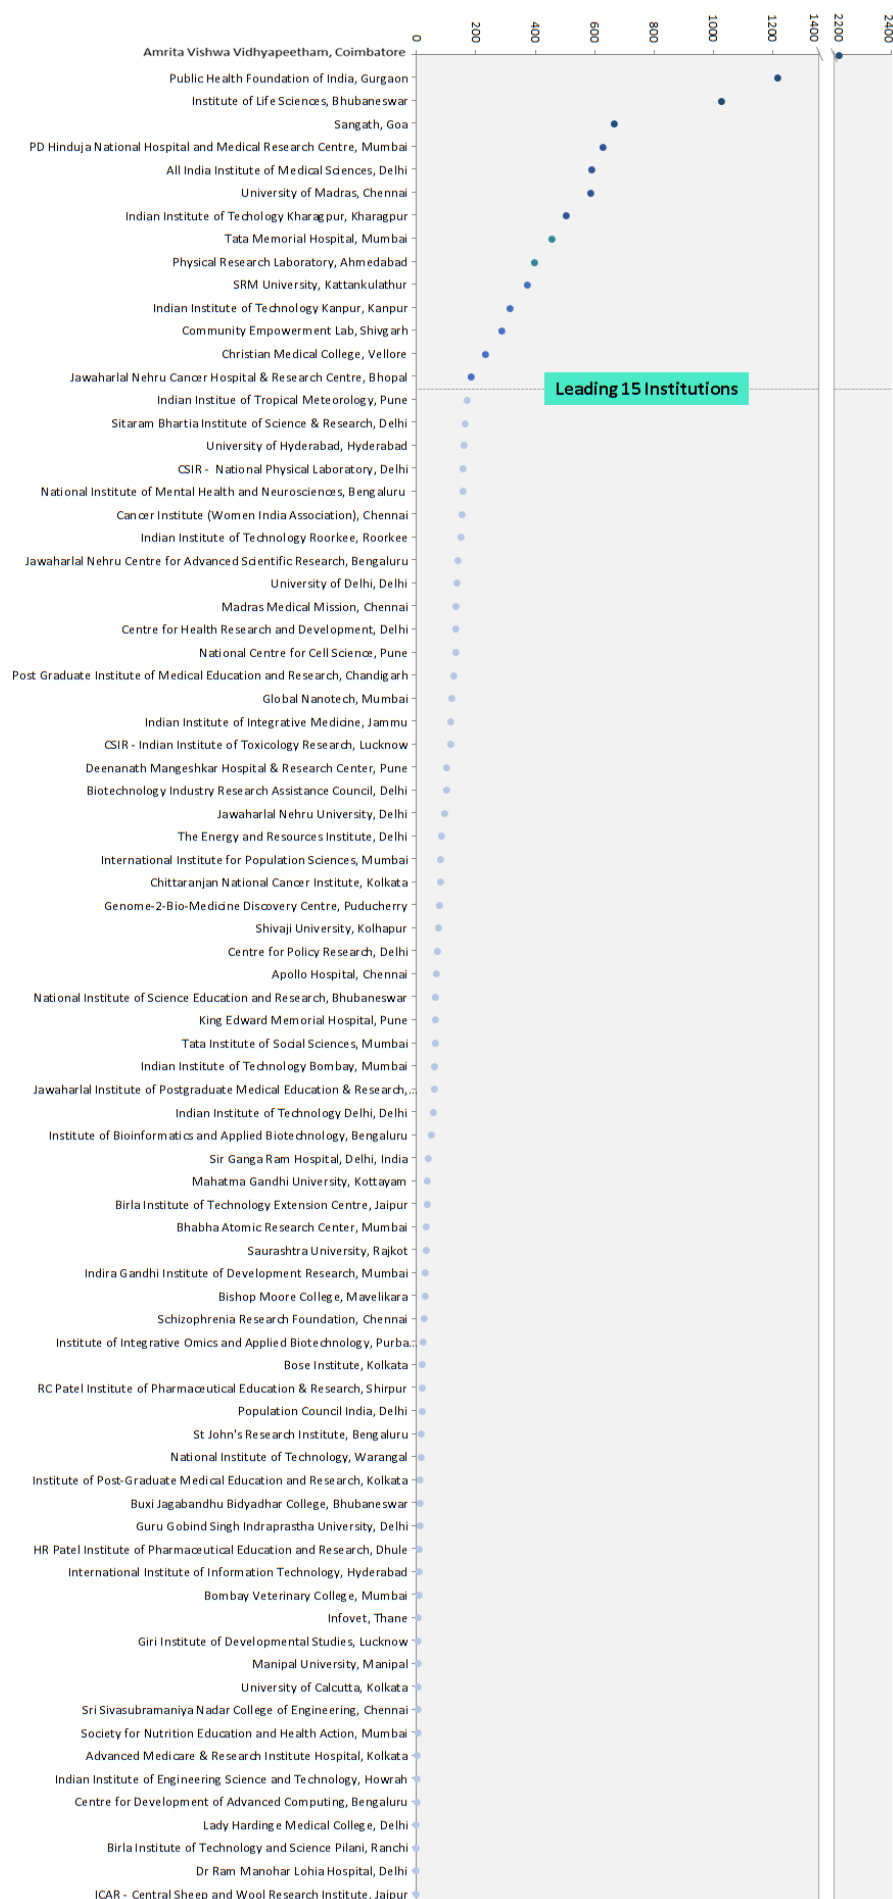 0 200 400 600 800 1000 1200 1400 2200 2400
Amrita Vishwa Vidhyapeetham, Coimbatore
Public Health Foundation of India, Gurgaon
Institute of Life Sciences, Bhubaneswar
Sangath, Goa
PD Hinduja National Hospital and Medical Research Centre, Mumbai
All India Institute of Medical Sciences, Delhi
University of Madras, Chennai
Indian Institute of Techology Kharagpur, Kharagpur
Tata Memorial Hospital, Mumbai
Physical Research Laboratory, Ahmedabad
SRM University, Kattankulathur
Indian Institute of Technology Kanpur, Kanpur
Community Empowerment Lab, Shivgarh
Christian Medical College, Vellore
Jawaharlal Nehru Cancer Hospital & Research Centre, Bhopal
Leading 15 Institutions
Indian Institue of Tropical Meteorology, Pune
Sitaram Bhartia Institute of Science & Research, Delhi
University of Hyderabad, Hyderabad
CSIR - National Physical Laboratory, Delhi
National Institute of Mental Health and Neurosciences, Bengaluru
Cancer Institute (Women India Association), Chennai
Indian Institute of Technology Roorkee, Roorkee
Jawaharlal Nehru Centre for Advanced Scientific Research, Bengaluru
University of Delhi, Delhi
Madras Medical Mission, Chennai
Centre for Health Research and Development, Delhi
National Centre for Cell Science, Pune
Post Graduate Institute of Medical Education and Research, Chandigarh
Global Nanotech, Mumbai
Indian Institute of Integrative Medicine, Jammu
CSIR - Indian Institute of Toxicology Research, Lucknow
Deenanath Mangeshkar Hospital & Research Center, Pune
Biotechnology Industry Research Assistance Council, Delhi
Jawaharlal Nehru University, Delhi
The Energy and Resources Institute, Delhi
International Institute for Population Sciences, Mumbai
Chittaranjan National Cancer Institute, Kolkata
Genome-2-Bio-Medicine Discovery Centre, Puducherry
Shivaji University, Kolhapur
Centre for Policy Research, Delhi
Apollo Hospital, Chennai
National Institute of Science Education and Research, Bhubaneswar
King Edward Memorial Hospital, Pune
Tata Institute of Social Sciences, Mumbai
Indian Institute of Technology Bombay, Mumbai
Jawaharlal Institute of Postgraduate Medical Education & Research,...
Indian Institute of Technology Delhi, Delhi
Institute of Bioinformatics and Applied Biotechnology, Bengaluru
Sir Ganga Ram Hospital, Delhi, India
Mahatma Gandhi University, Kottayam
Birla Institute of Technology Extension Centre, Jaipur
Bhabha Atomic Research Center, Mumbai
Saurashtra University, Rajkot
Indira Gandhi Institute of Development Research, Mumbai
Bishop Moore College, Mavelikara
Schizophrenia Research Foundation, Chennai
Institute of Integrative Omics and Applied Biotechnology, Purba...
Bose Institute, Kolkata
RC Patel Institute of Pharmaceutical Education & Research, Shirpur
Population Council India, Delhi
St John's Research Institute, Bengaluru
National Institute of Technology, Warangal
Institute of Post-Graduate Medical Education and Research, Kolkata
Buxi Jagabandhu Bidyadhar College, Bhubaneswar
Guru Gobind Singh Indraprastha University, Delhi
HR Patel Institute of Pharmaceutical Education and Research, Dhule
International Institute of Information Technology, Hyderabad
Bombay Veterinary College, Mumbai
Infovet, Thane
Giri Institute of Developmental Studies, Lucknow
Manipal University, Manipal
University of Calcutta, Kolkata
Sri Sivasubramaniya Nadar College of Engineering, Chennai
Society for Nutrition Education and Health Action, Mumbai
Advanced Medicare & Research Institute Hospital, Kolkata
Indian Institute of Engineering Science and Technology, Howrah
Centre for Development of Advanced Computing, Bengaluru
Lady Hardinge Medical College, Delhi
Birla Institute of Technology and Science Pilani, Ranchi
Dr Ram Manohar Lohia Hospital, Delhi
ICAR - Central Sheep and Wool Research Institute, Jaipur